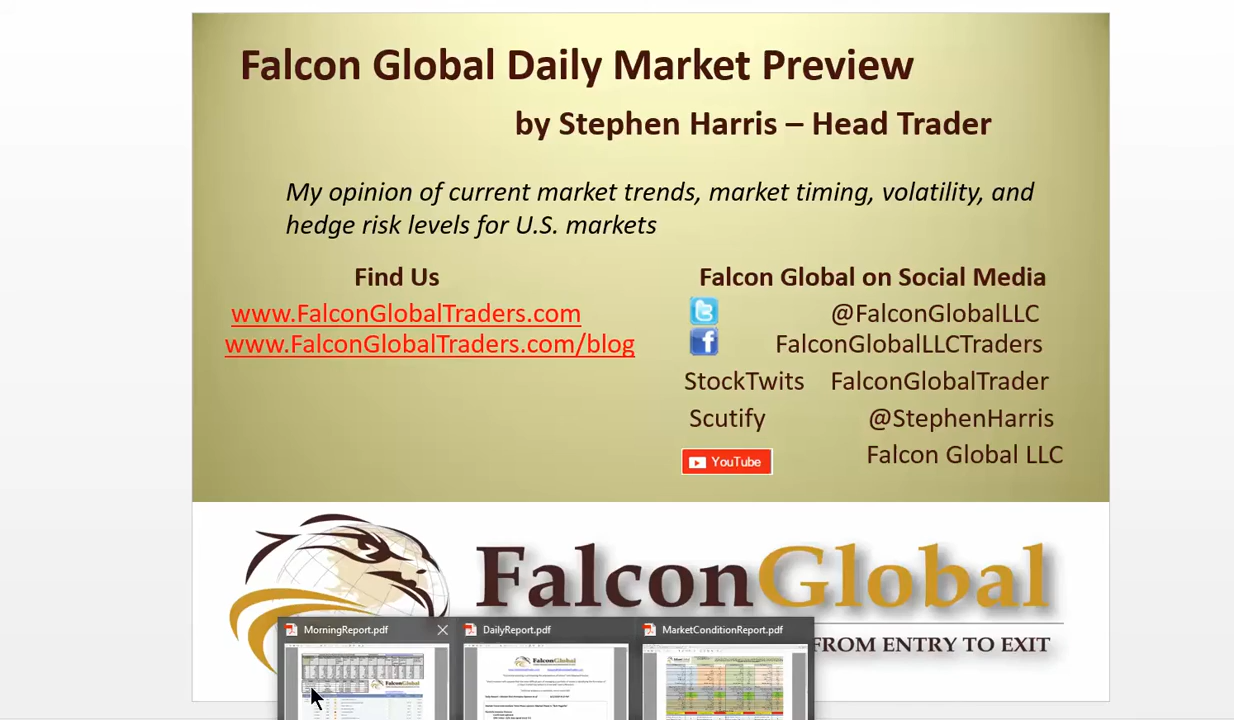 Falcon Global Daily Market Preview
by Stephen Harris – Head Trader
My opinion of current market trends, market timing, volatility, and
hedge risk levels for U.S. markets
Find Us
www.FalconGlobalTraders.com
www.FalconGlobalTraders.com/blog
Falcon Global on Social Media
@FalconGlobalLLC
FalconGlobalLLCTraders
StockTwits FalconGlobalTrader
Scutify @StephenHarris
YouTube Falcon Global LLC
FalconGlobal
FROM ENTRY TO EXIT
MorningReport.pdf
DailyReport.pdf
MarketConditionReport.pdf
FalconGlobal
FalconGlobal